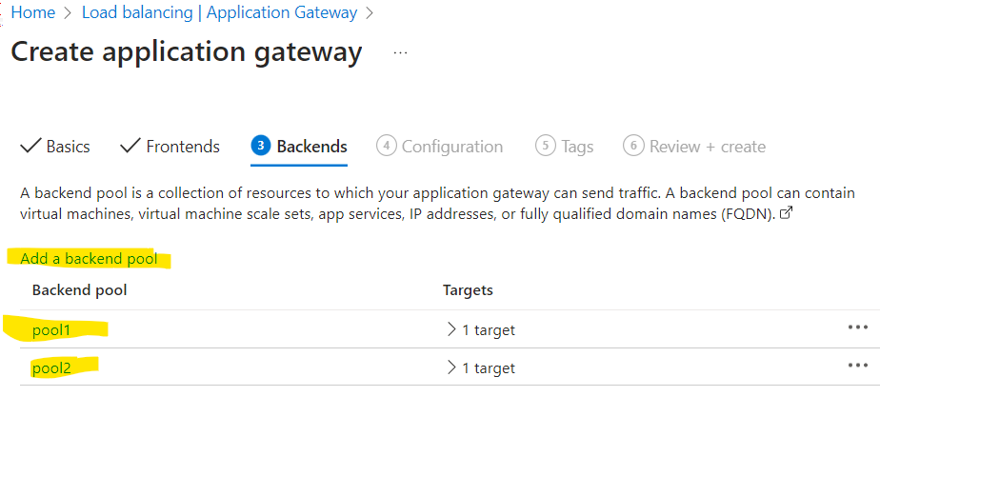 Home > Load balancing | Application Gateway >
Create application gateway ...
Basics Frontends 3 Backends 4 Configuration 5 Tags 6 Review + create
A backend pool is a collection of resources to which your application gateway can send traffic. A backend pool can contain
virtual machines, virtual machine scale sets, app services, IP addresses, or fully qualified domain names (FQDN).
Add a backend pool
Backend pool Targets
pool1 > 1 target ...
pool2 > 1 target ...